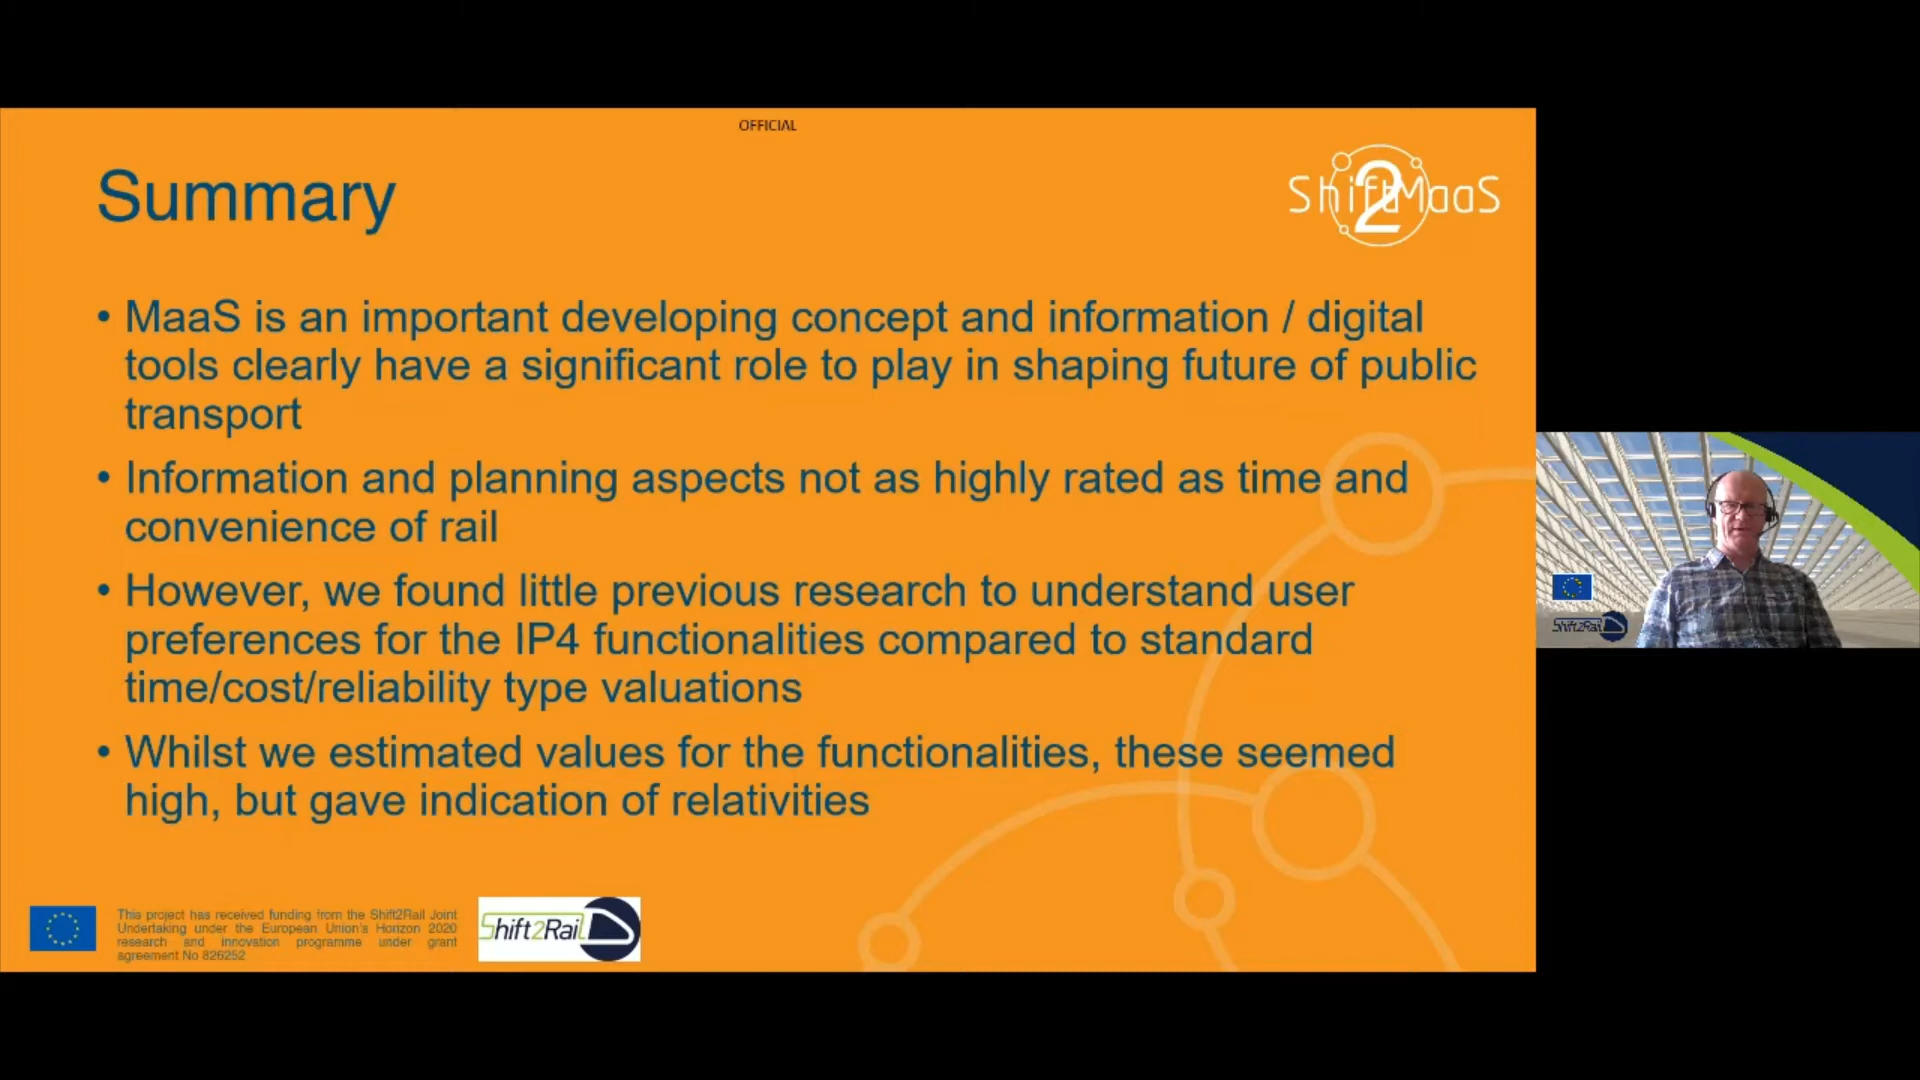 OFFICIAL
Summary
Shift2MaaS
• MaaS is an important developing concept and information / digital
tools clearly have a significant role to play in shaping future of public
transport
• Information and planning aspects not as highly rated as time and
convenience of rail
• However, we found little previous research to understand user
preferences for the IP4 functionalities compared to standard
time/cost/reliability type valuations
• Whilst we estimated values for the functionalities, these seemed
high, but gave indication of relativities
This project has received funding from the Shift2Rail Joint
Undertaking under the European Union's Horizon 2020
research and innovation programme under grant
agreement No 826252
Shift2Rail
Shift2Rail